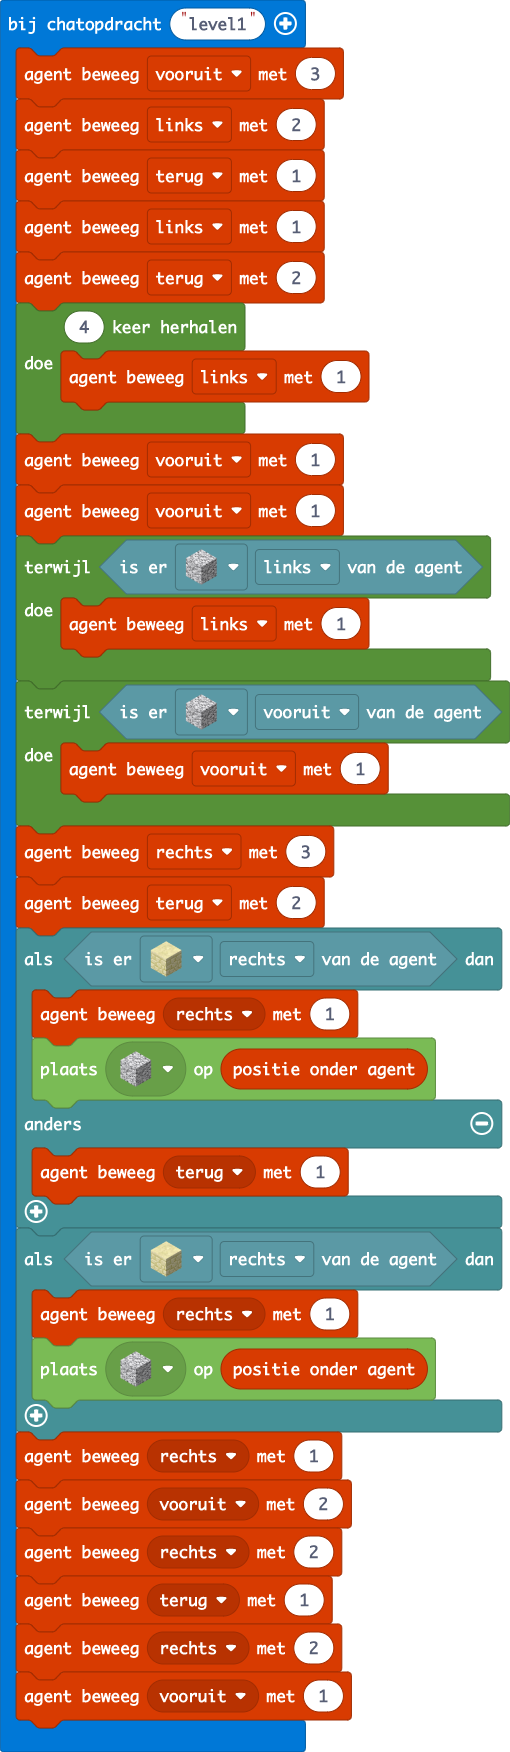 bij chatopdracht "level1"
agent beweeg vooruit met 3
agent beweeg links met 2
agent beweeg terug met 1
agent beweeg links met 1
agent beweeg terug met 2
4 keer herhalen
doe
agent beweeg links met 1
agent beweeg vooruit met 1
agent beweeg vooruit met 1
terwijl is er links van de agent
doe
agent beweeg links met 1
terwijl is er vooruit van de agent
doe
agent beweeg vooruit met 1
agent beweeg rechts met 3
agent beweeg terug met 2
als is er rechts van de agent dan
agent beweeg rechts met 1
plaats op positie onder agent
anders
agent beweeg terug met 1
als is er rechts van de agent dan
agent beweeg rechts met 1
plaats op positie onder agent
agent beweeg rechts met 1
agent beweeg vooruit met 2
agent beweeg rechts met 2
agent beweeg terug met 1
agent beweeg rechts met 2
agent beweeg vooruit met 1